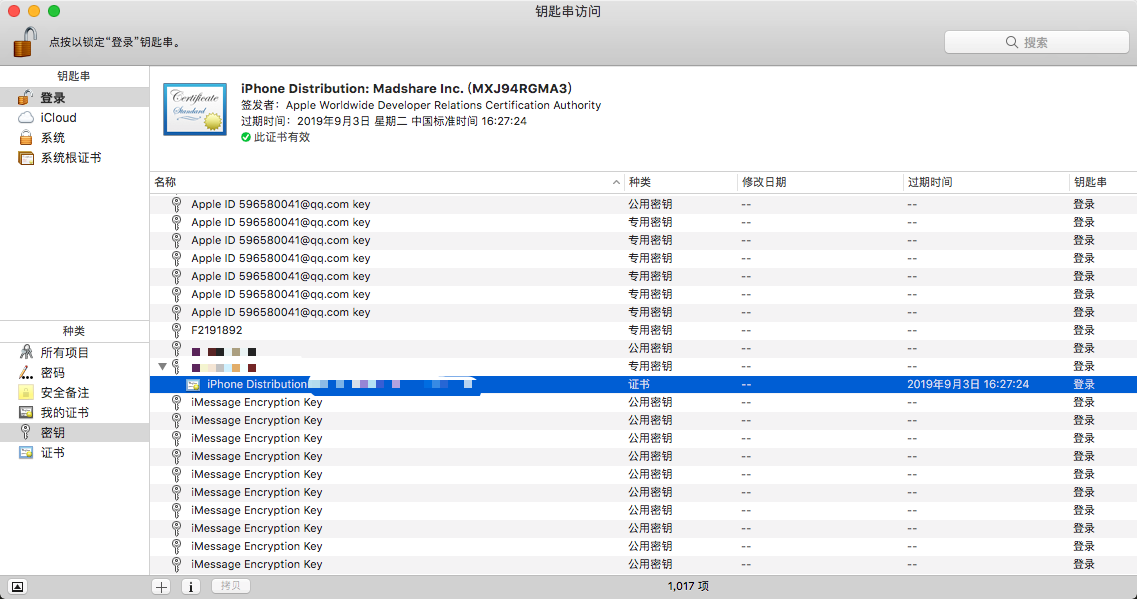 钥匙串访问
点按以锁定“登录”钥匙串。
搜索
钥匙串
登录
iCloud
系统
系统根证书
种类
所有项目
密码
安全备注
我的证书
密钥
证书
Certificate
Standard
iPhone Distribution: Madshare Inc. (MXJ94RGMA3)
签发者：Apple Worldwide Developer Relations Certification Authority
过期时间：2019年9月3日 星期二 中国标准时间 16:27:24
此证书有效
名称 种类 修改日期 过期时间 钥匙串
Apple ID 596580041@qq.com key 公用密钥 -- -- 登录
Apple ID 596580041@qq.com key 专用密钥 -- -- 登录
Apple ID 596580041@qq.com key 专用密钥 -- -- 登录
Apple ID 596580041@qq.com key 专用密钥 -- -- 登录
Apple ID 596580041@qq.com key 专用密钥 -- -- 登录
Apple ID 596580041@qq.com key 专用密钥 -- -- 登录
Apple ID 596580041@qq.com key 专用密钥 -- -- 登录
F2191892 专用密钥 -- -- 登录
公用密钥 -- -- 登录
专用密钥 -- -- 登录
iPhone Distribution 证书 -- 2019年9月3日 16:27:24 登录
iMessage Encryption Key 公用密钥 -- -- 登录
iMessage Encryption Key 公用密钥 -- -- 登录
iMessage Encryption Key 公用密钥 -- -- 登录
iMessage Encryption Key 公用密钥 -- -- 登录
iMessage Encryption Key 公用密钥 -- -- 登录
iMessage Encryption Key 公用密钥 -- -- 登录
iMessage Encryption Key 公用密钥 -- -- 登录
iMessage Encryption Key 公用密钥 -- -- 登录
iMessage Encryption Key 公用密钥 -- -- 登录
iMessage Encryption Key 公用密钥 -- -- 登录
拷贝
1,017 项